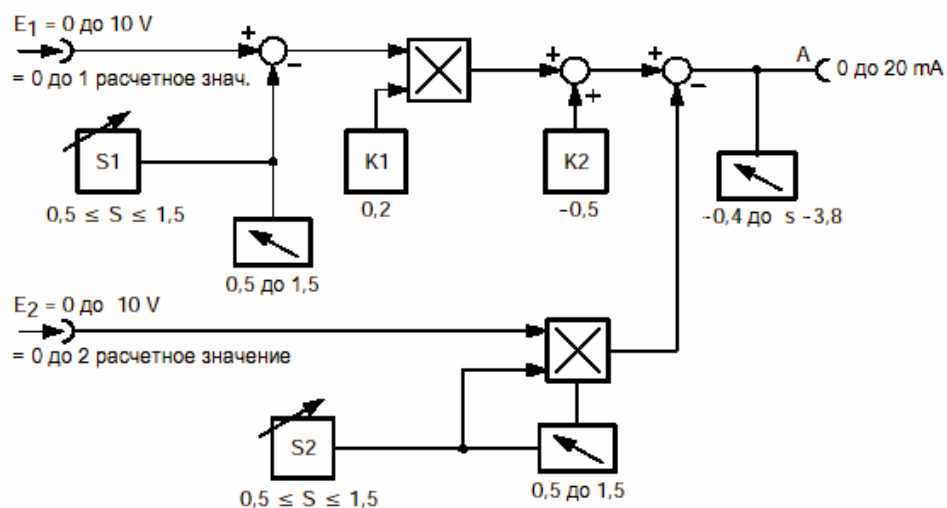 E1 = 0 до 10 V
= 0 до 1 расчетное знач.
+
−
+
+
+
−
A
0 до 20 mA
S1
K1
K2
0,5 ≤ S ≤ 1,5
0,2
-0,5
-0,4 до s -3,8
0,5 до 1,5
E2 = 0 до 10 V
= 0 до 2 расчетное значение
S2
0,5 ≤ S ≤ 1,5
0,5 до 1,5